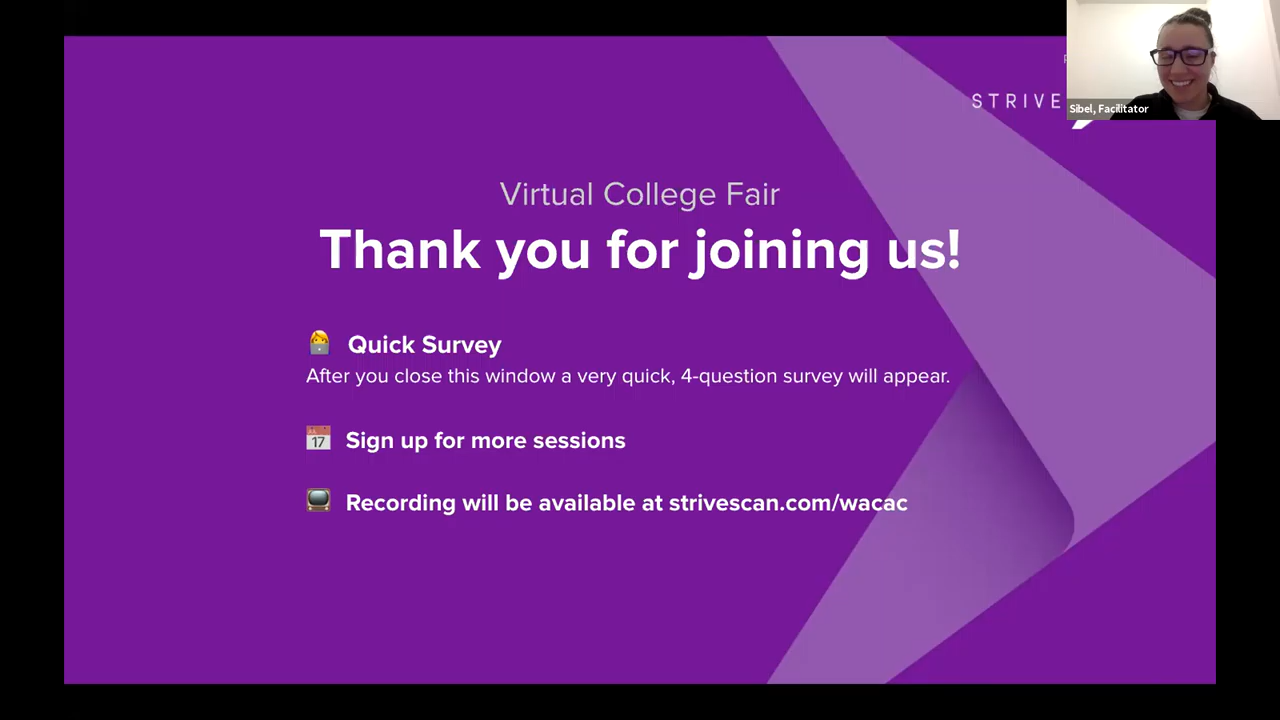 STRIVE
Sibel, Facilitator
Virtual College Fair
Thank you for joining us!
Quick Survey
After you close this window a very quick, 4-question survey will appear.
17
Sign up for more sessions
Recording will be available at strivescan.com/wacac